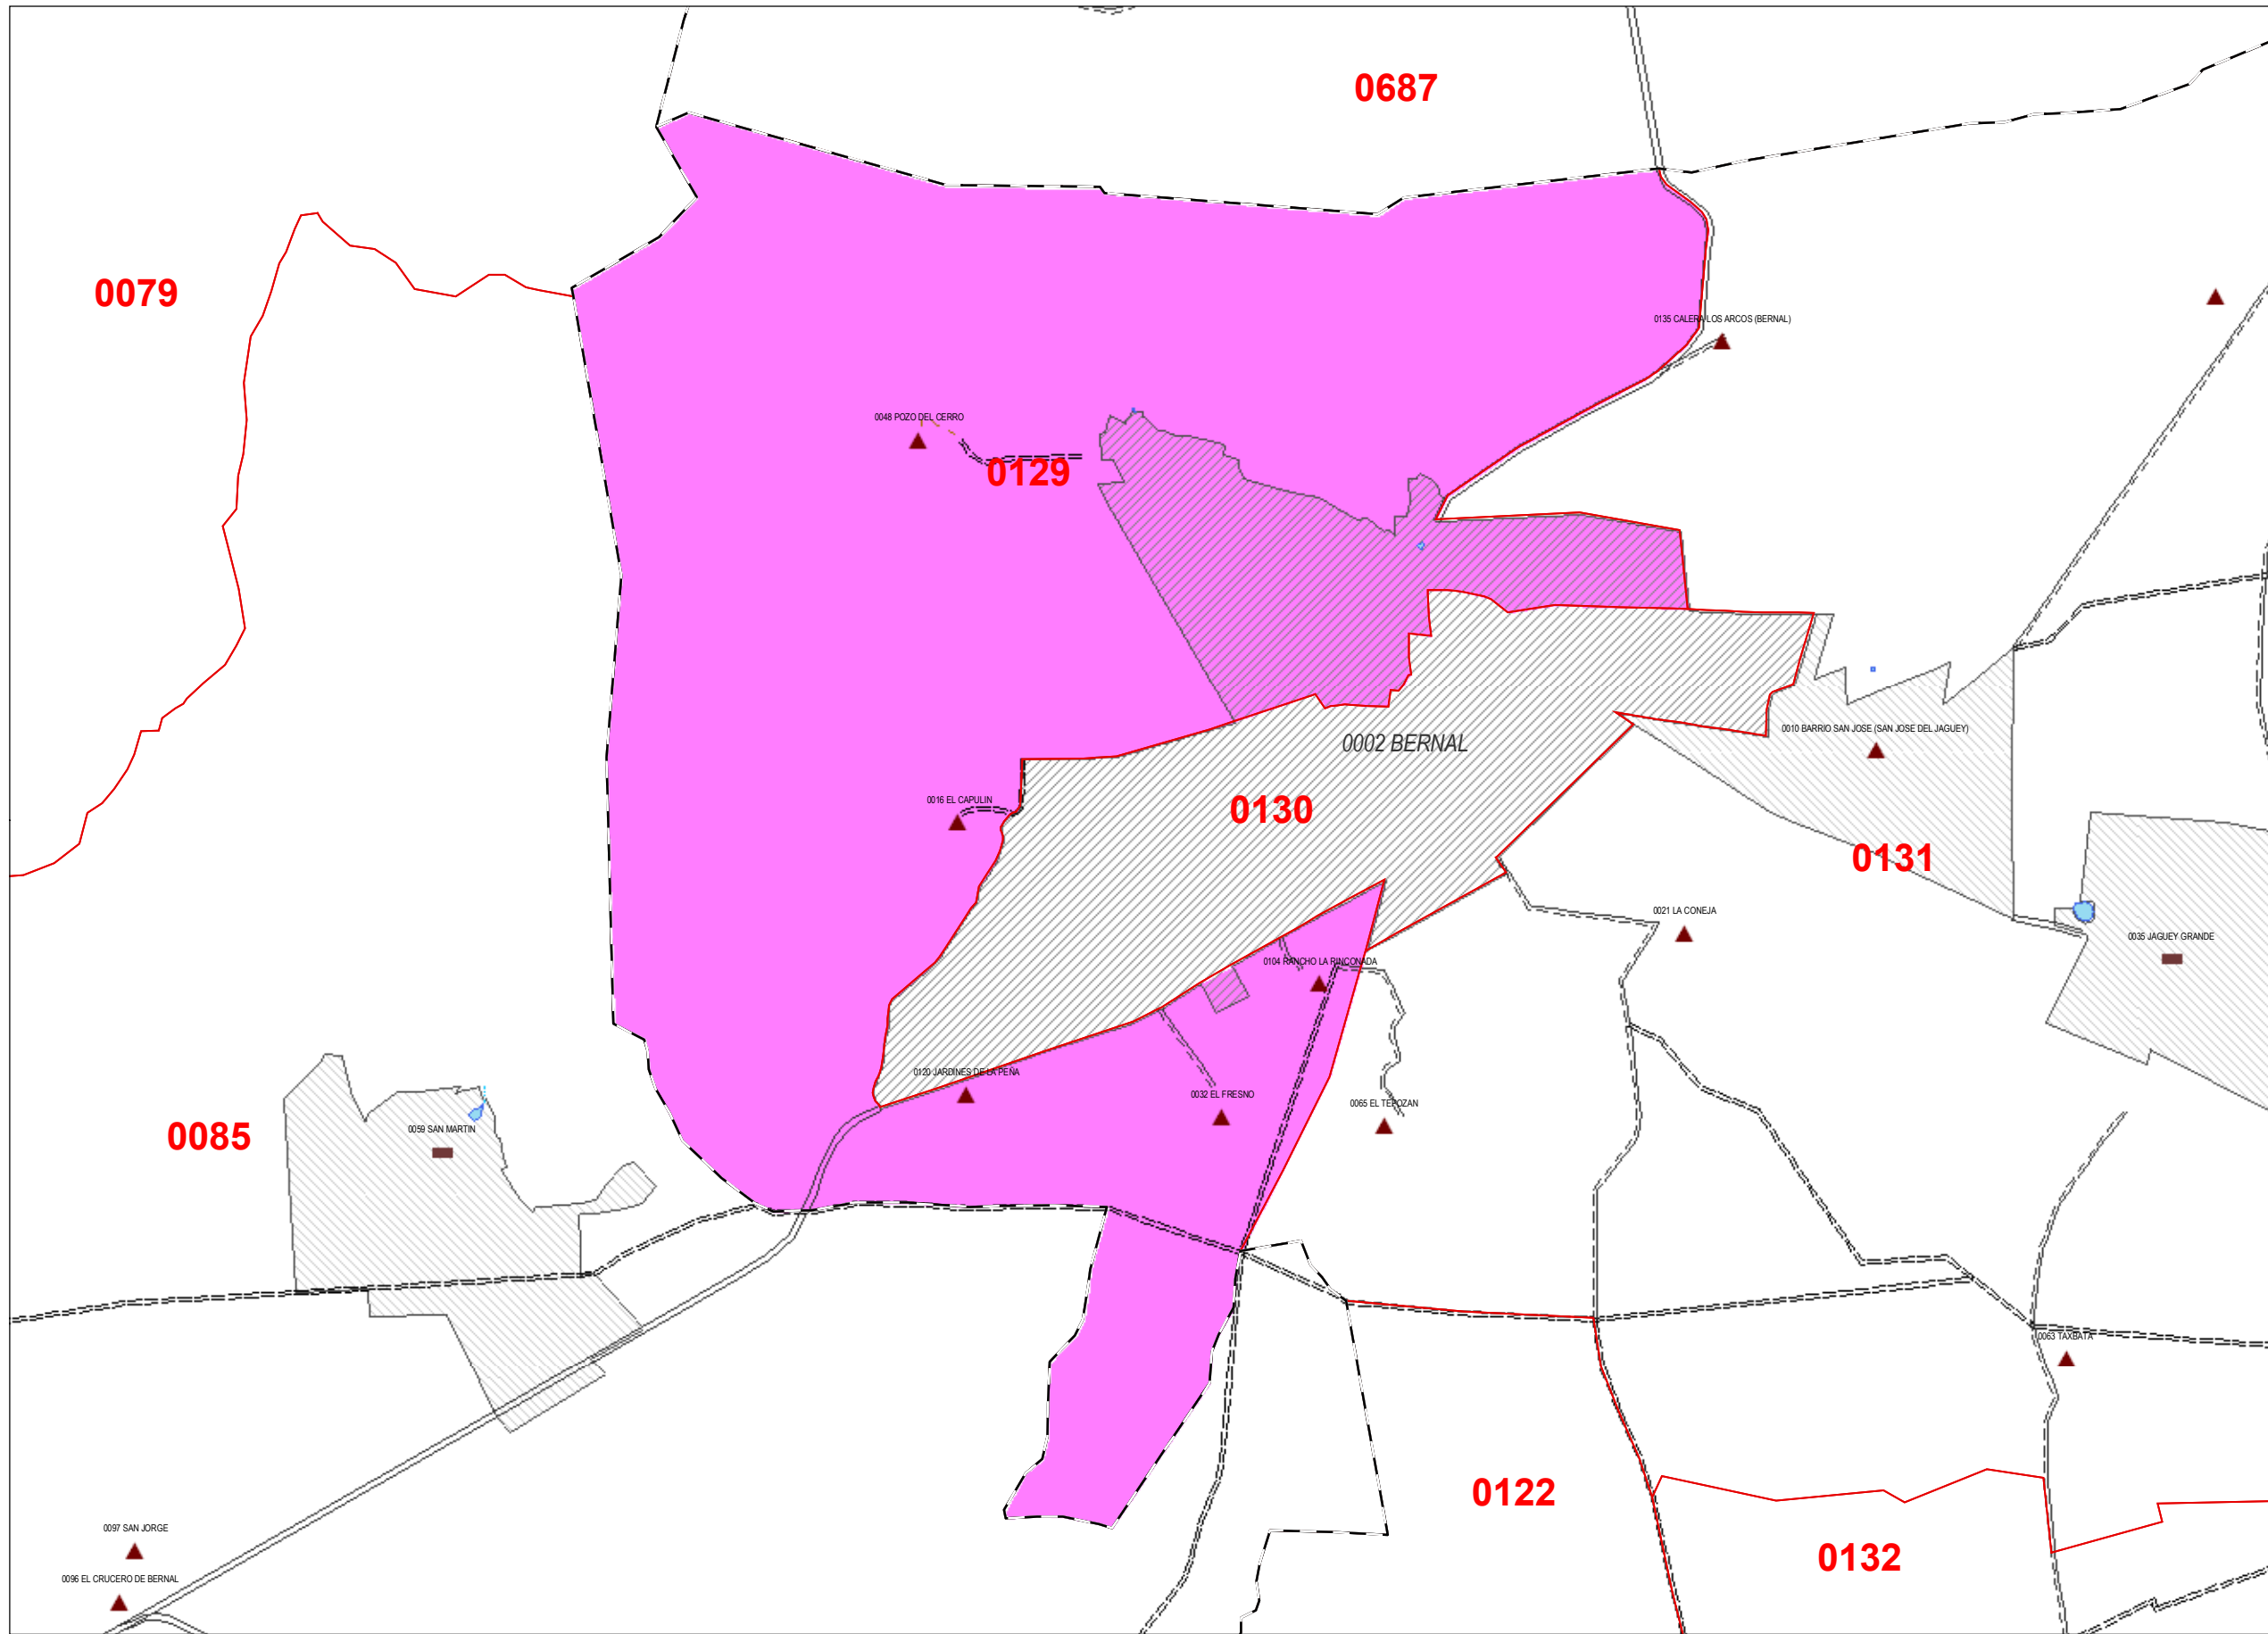 0687
0079
0135 CALERA LOS ARCOS (BERNAL)
0048 POZO DEL CERRO
0129
0002 BERNAL
0010 BARRIO SAN JOSE (SAN JOSE DEL JAGUEY)
0016 EL CAPULIN
0130
0131
0021 LA CONEJA
0035 JAGUEY GRANDE
0104 RANCHO LA RINCONADA
0120 JARDINES DE LA PEÑA
0032 EL FRESNO
0065 EL TEPOZAN
0059 SAN MARTIN
0085
0063 TAXBATA
0122
0097 SAN JORGE
0132
0096 EL CRUCERO DE BERNAL